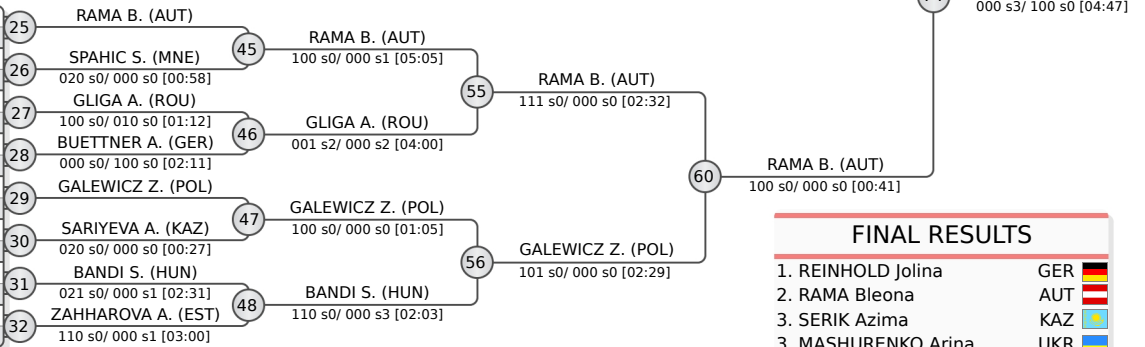 000 s3/ 100 s0 [04:47]
25
RAMA B. (AUT)
26
SPAHIC S. (MNE)
020 s0/ 000 s0 [00:58]
27
GLIGA A. (ROU)
100 s0/ 010 s0 [01:12]
28
BUETTNER A. (GER)
000 s0/ 100 s0 [02:11]
29
GALEWICZ Z. (POL)
30
SARIYEVA A. (KAZ)
020 s0/ 000 s0 [00:27]
31
BANDI S. (HUN)
021 s0/ 000 s1 [02:31]
32
ZAHHAROVA A. (EST)
110 s0/ 000 s1 [03:00]
45
RAMA B. (AUT)
100 s0/ 000 s1 [05:05]
46
GLIGA A. (ROU)
001 s2/ 000 s2 [04:00]
47
GALEWICZ Z. (POL)
100 s0/ 000 s0 [01:05]
48
BANDI S. (HUN)
110 s0/ 000 s3 [02:03]
55
RAMA B. (AUT)
111 s0/ 000 s0 [02:32]
56
GALEWICZ Z. (POL)
101 s0/ 000 s0 [02:29]
60
RAMA B. (AUT)
100 s0/ 000 s0 [00:41]
FINAL RESULTS
1. REINHOLD Jolina GER
2. RAMA Bleona AUT
3. SERIK Azima KAZ
3. MASHURENKO Arina UKR